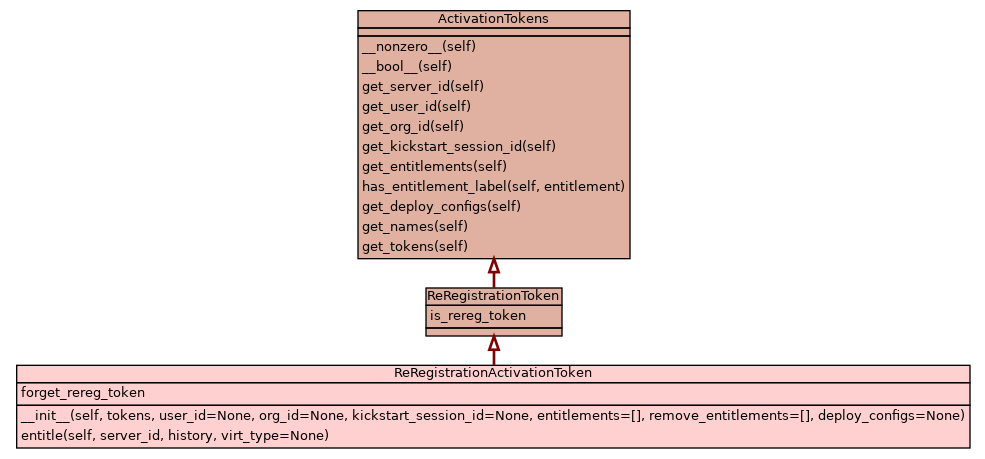 ActivationTokens
__nonzero__(self)
__bool__(self)
get_server_id(self)
get_user_id(self)
get_org_id(self)
get_kickstart_session_id(self)
get_entitlements(self)
has_entitlement_label(self, entitlement)
get_deploy_configs(self)
get_names(self)
get_tokens(self)
ReRegistrationToken
is_rereg_token
ReRegistrationActivationToken
forget_rereg_token
__init__(self, tokens, user_id=None, org_id=None, kickstart_session_id=None, entitlements=[], remove_entitlements=[], deploy_configs=None)
entitle(self, server_id, history, virt_type=None)